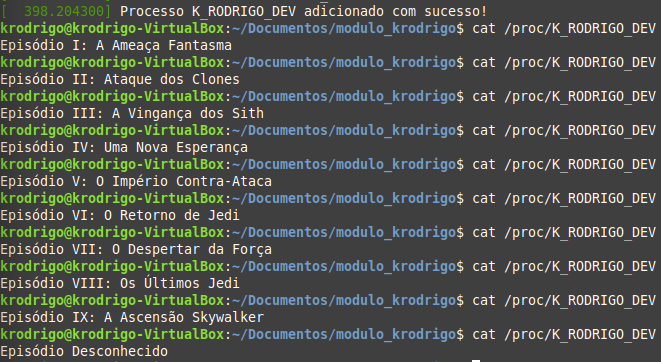 [  398.204300] Processo K_RODRIGO_DEV adicionado com sucesso!
krodrigo@krodrigo-VirtualBox:~/Documentos/modulo_krodrigo$ cat /proc/K_RODRIGO_DEV
Episódio I: A Ameaça Fantasma
krodrigo@krodrigo-VirtualBox:~/Documentos/modulo_krodrigo$ cat /proc/K_RODRIGO_DEV
Episódio II: Ataque dos Clones
krodrigo@krodrigo-VirtualBox:~/Documentos/modulo_krodrigo$ cat /proc/K_RODRIGO_DEV
Episódio III: A Vingança dos Sith
krodrigo@krodrigo-VirtualBox:~/Documentos/modulo_krodrigo$ cat /proc/K_RODRIGO_DEV
Episódio IV: Uma Nova Esperança
krodrigo@krodrigo-VirtualBox:~/Documentos/modulo_krodrigo$ cat /proc/K_RODRIGO_DEV
Episódio V: O Império Contra-Ataca
krodrigo@krodrigo-VirtualBox:~/Documentos/modulo_krodrigo$ cat /proc/K_RODRIGO_DEV
Episódio VI: O Retorno de Jedi
krodrigo@krodrigo-VirtualBox:~/Documentos/modulo_krodrigo$ cat /proc/K_RODRIGO_DEV
Episódio VII: O Despertar da Força
krodrigo@krodrigo-VirtualBox:~/Documentos/modulo_krodrigo$ cat /proc/K_RODRIGO_DEV
Episódio VIII: Os Últimos Jedi
krodrigo@krodrigo-VirtualBox:~/Documentos/modulo_krodrigo$ cat /proc/K_RODRIGO_DEV
Episódio IX: A Ascensão Skywalker
krodrigo@krodrigo-VirtualBox:~/Documentos/modulo_krodrigo$ cat /proc/K_RODRIGO_DEV
Episódio Desconhecido